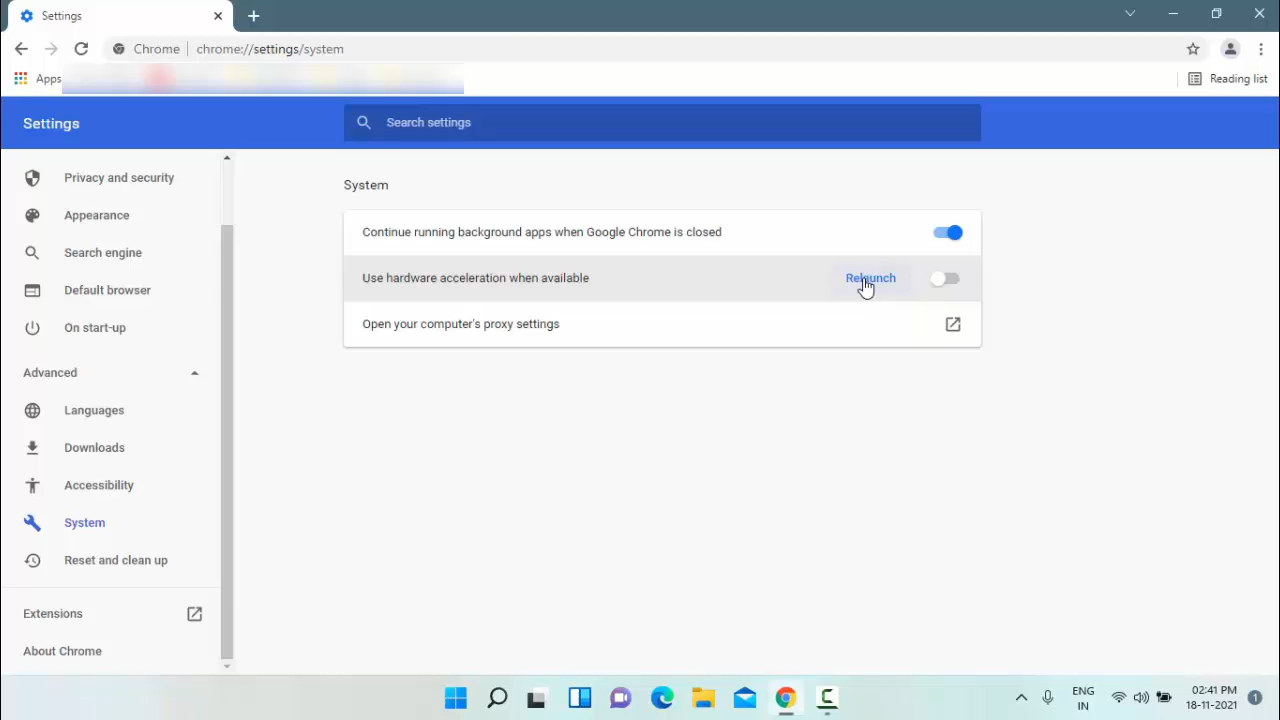 Settings
Chrome
chrome://settings/system
Apps
Reading list
Settings
Search settings
Privacy and security
Appearance
Search engine
Default browser
On start-up
Advanced
Languages
Downloads
Accessibility
System
Reset and clean up
Extensions
About Chrome
System
Continue running background apps when Google Chrome is closed
Use hardware acceleration when available
Relaunch
Open your computer's proxy settings
ENG
IN
02:41 PM
18-11-2021
1